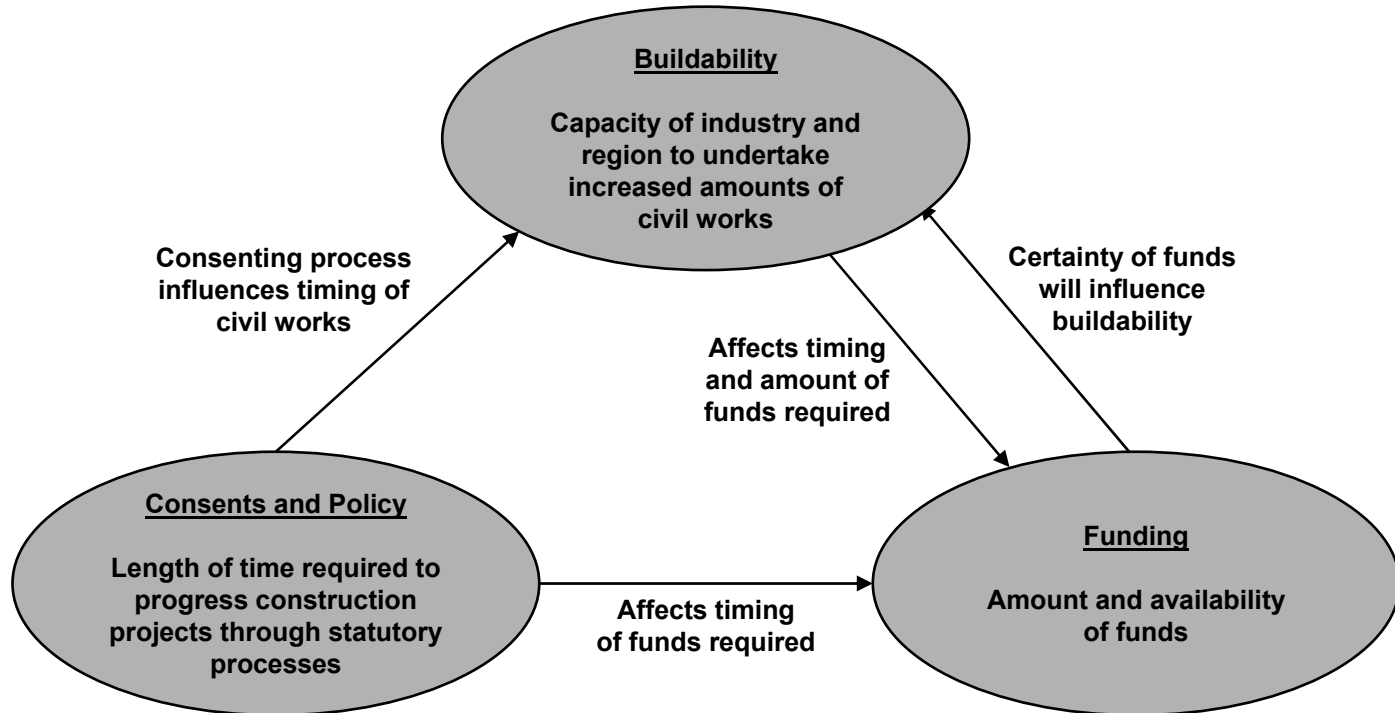 Buildability
Capacity of industry and
region to undertake
increased amounts of
civil works
Consenting process
influences timing of
civil works
Certainty of funds
will influence
buildability
Affects timing
and amount of
funds required
Consents and Policy
Length of time required to
progress construction
projects through statutory
processes
Affects timing
of funds required
Funding
Amount and availability
of funds